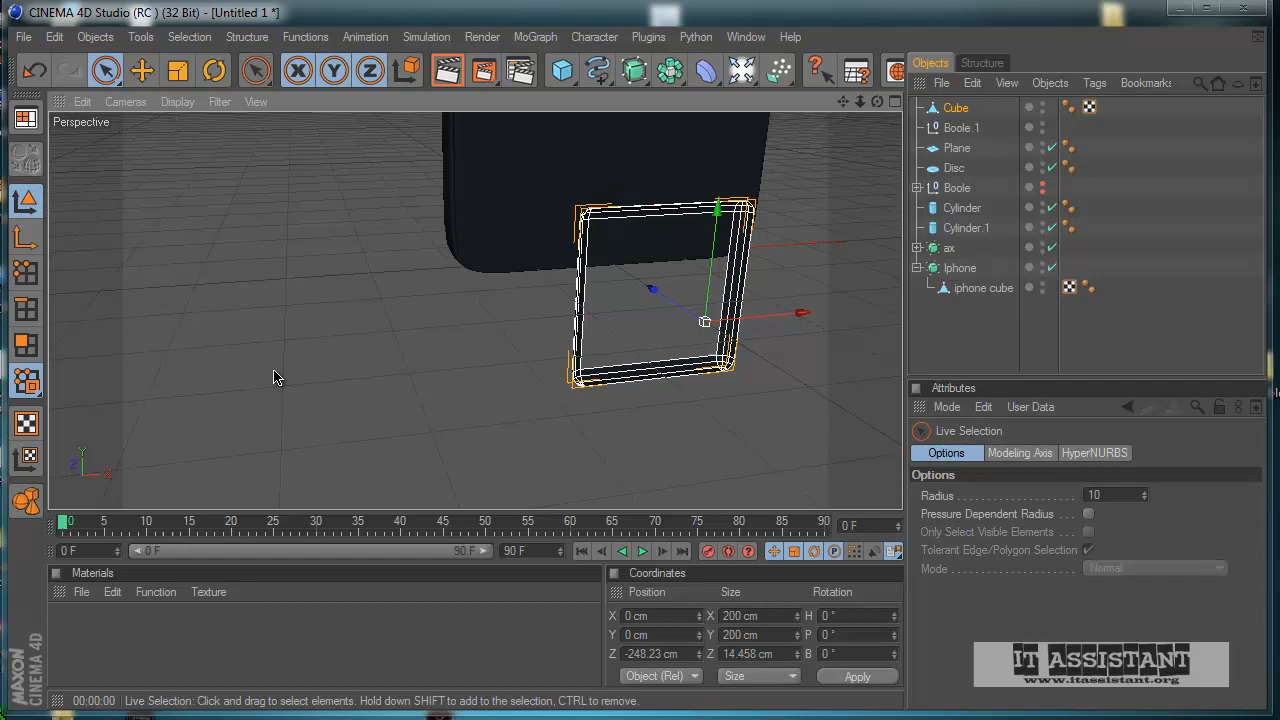 CINEMA 4D Studio (RC ) (32 Bit) - [Untitled 1 *]
File Edit Objects Tools Selection Structure Functions Animation Simulation Render MoGraph Character Plugins Python Window Help
Edit Cameras Display Filter View
Perspective
Objects Structure
File Edit View Objects Tags Bookmarks
Cube
Boole.1
Plane
Disc
Boole
Cylinder
Cylinder.1
ax
Iphone
iphone cube
Attributes
Mode Edit User Data
Live Selection
Options Modeling Axis HyperNURBS
Options
Radius 10
Pressure Dependent Radius
Only Select Visible Elements
Tolerant Edge/Polygon Selection
Mode Normal
Y
Z X
0 5 10 15 20 25 30 35 40 45 50 55 60 65 70 75 80 85 90 0 F
0 F 0 F 90 F 90 F
Materials
File Edit Function Texture
Coordinates
Position Size Rotation
X 0 cm X 200 cm H 0 °
Y 0 cm Y 200 cm P 0 °
Z -248.23 cm Z 14.458 cm B 0 °
Object (Rel) Size Apply
MAXON
CINEMA 4D
00:00:00 Live Selection: Click and drag to select elements. Hold down SHIFT to add to the selection, CTRL to remove.
IT ASSISTANT
www.itassistant.org